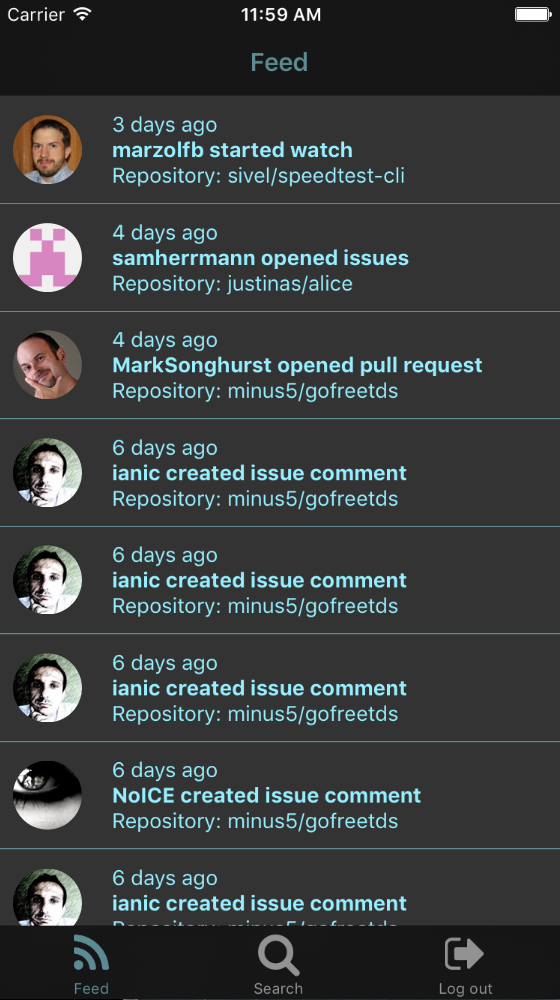 Carrier 11:59 AM
Feed
3 days ago
marzolfb started watch
Repository: sivel/speedtest-cli
4 days ago
samherrmann opened issues
Repository: justinas/alice
4 days ago
MarkSonghurst opened pull request
Repository: minus5/gofreetds
6 days ago
ianic created issue comment
Repository: minus5/gofreetds
6 days ago
ianic created issue comment
Repository: minus5/gofreetds
6 days ago
ianic created issue comment
Repository: minus5/gofreetds
6 days ago
NoICE created issue comment
Repository: minus5/gofreetds
6 days ago
ianic created issue comment
Repository: minus5/gofreetds
Feed Search Log out